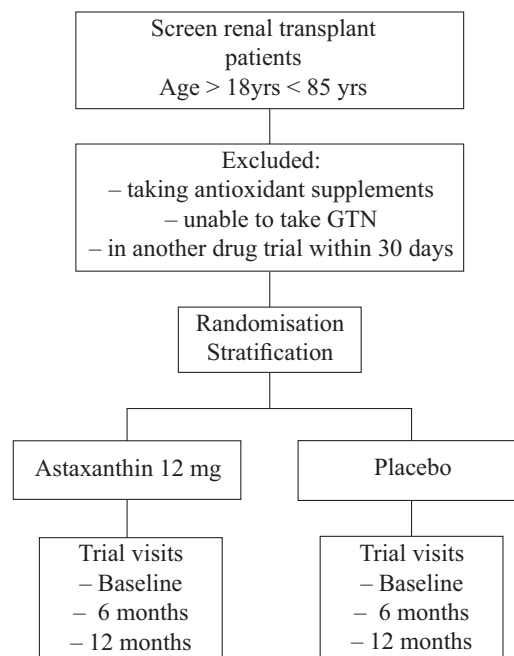 Screen renal transplant
patients
Age > 18yrs < 85 yrs
Excluded:
– taking antioxidant supplements
– unable to take GTN
– in another drug trial within 30 days
Randomisation
Stratification
Astaxanthin 12 mg
Placebo
Trial visits
– Baseline
– 6 months
– 12 months
Trial visits
– Baseline
– 6 months
– 12 months